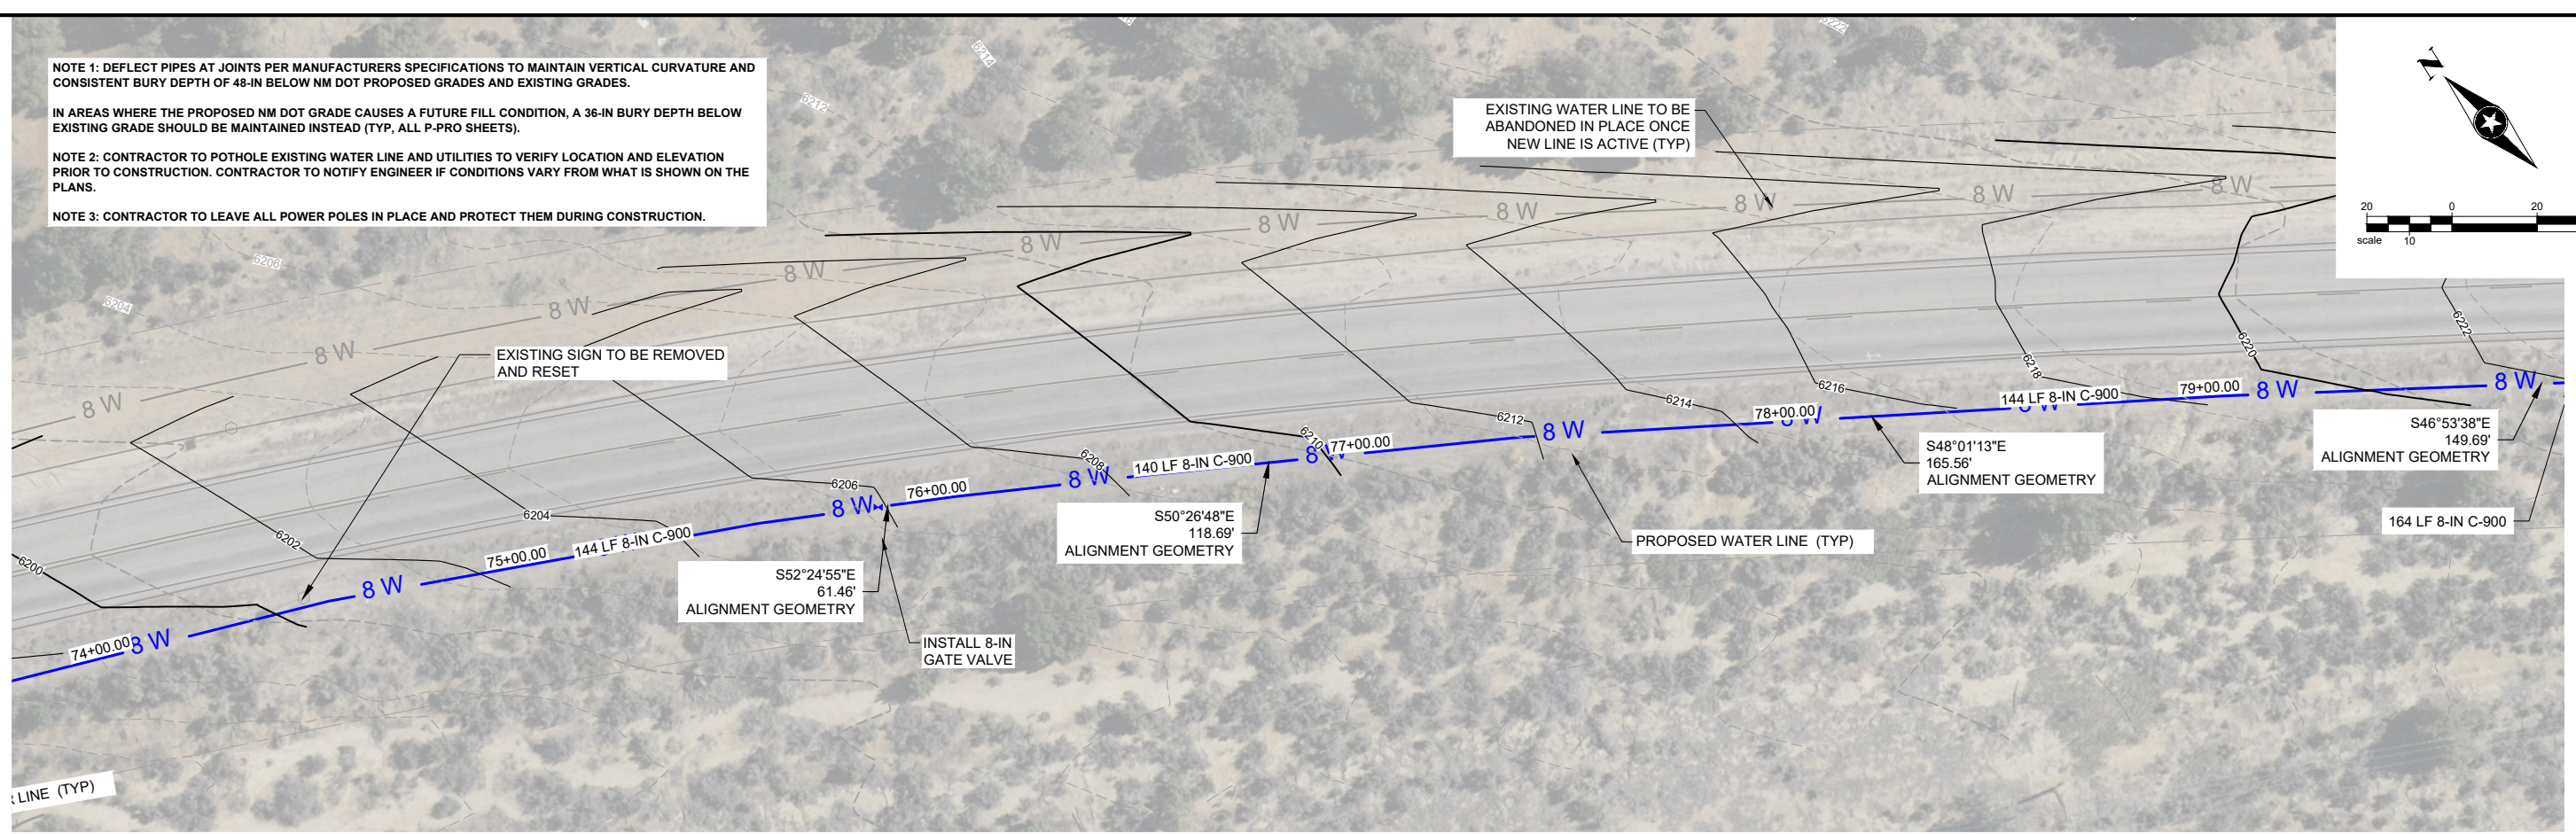 NOTE 1: DEFLECT PIPES AT JOINTS PER MANUFACTURERS SPECIFICATIONS TO MAINTAIN VERTICAL CURVATURE AND
CONSISTENT BURY DEPTH OF 48-IN BELOW NM DOT PROPOSED GRADES AND EXISTING GRADES.
IN AREAS WHERE THE PROPOSED NM DOT GRADE CAUSES A FUTURE FILL CONDITION, A 36-IN BURY DEPTH BELOW
EXISTING GRADE SHOULD BE MAINTAINED INSTEAD (TYP, ALL P-PRO SHEETS).
NOTE 2: CONTRACTOR TO POTHOLE EXISTING WATER LINE AND UTILITIES TO VERIFY LOCATION AND ELEVATION
PRIOR TO CONSTRUCTION. CONTRACTOR TO NOTIFY ENGINEER IF CONDITIONS VARY FROM WHAT IS SHOWN ON THE
PLANS.
NOTE 3: CONTRACTOR TO LEAVE ALL POWER POLES IN PLACE AND PROTECT THEM DURING CONSTRUCTION.
6214
6212
6222
6206
6204
EXISTING WATER LINE TO BE
ABANDONED IN PLACE ONCE
NEW LINE IS ACTIVE (TYP)
N
20
0
20
scale
10
8 W
8 W
8 W
8 W
8 W
8 W
8 W
8 W
8 W
8 W
EXISTING SIGN TO BE REMOVED
AND RESET
6200
6202
6204
6206
6208
6210
6212
6214
6216
6218
6220
6222
74+00.00
8 W
8 W
75+00.00
144 LF 8-IN C-900
8 W
76+00.00
8 W
140 LF 8-IN C-900
8 W
77+00.00
8 W
78+00.00
8 W
144 LF 8-IN C-900
8 W
79+00.00
8 W
8 W
S52°24'55"E
61.46'
ALIGNMENT GEOMETRY
INSTALL 8-IN
GATE VALVE
S50°26'48"E
118.69'
ALIGNMENT GEOMETRY
PROPOSED WATER LINE (TYP)
S48°01'13"E
165.56'
ALIGNMENT GEOMETRY
S46°53'38"E
149.69'
ALIGNMENT GEOMETRY
164 LF 8-IN C-900
LINE (TYP)